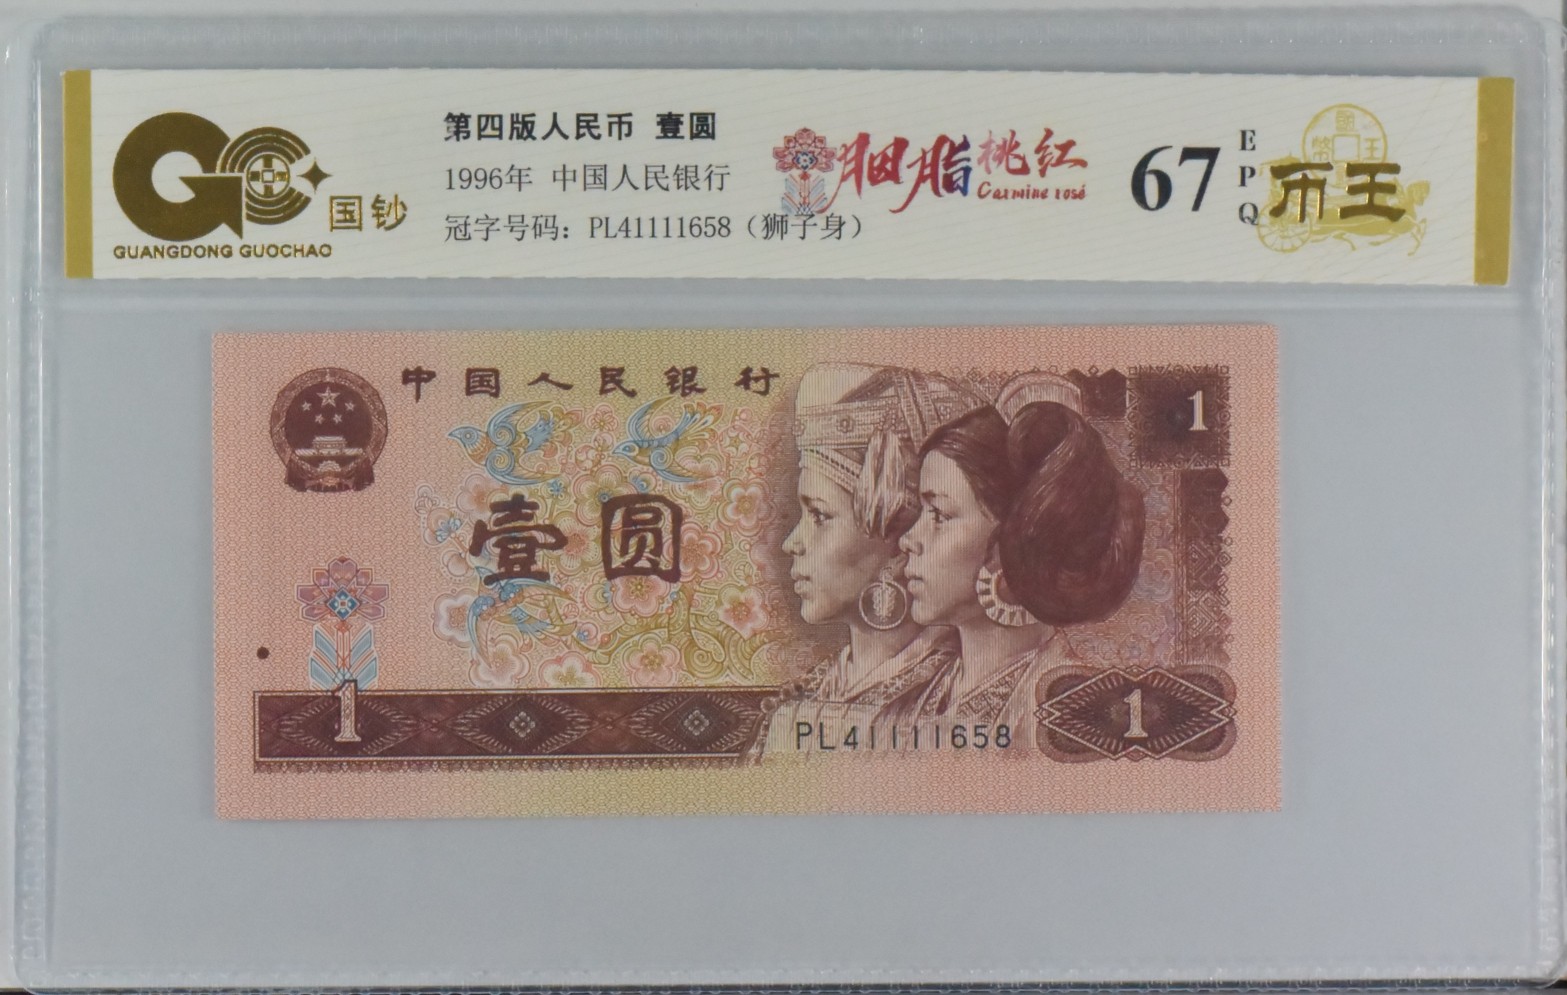 国钞
GUANGDONG GUOCHAO
第四版人民币 壹圆
1996年 中国人民银行
冠字号码：PL41111658（狮子身）
胭脂桃红
Carmine rosé
67
EPQ
币王
中国人民银行
1
壹圆
1
1
PL41111658